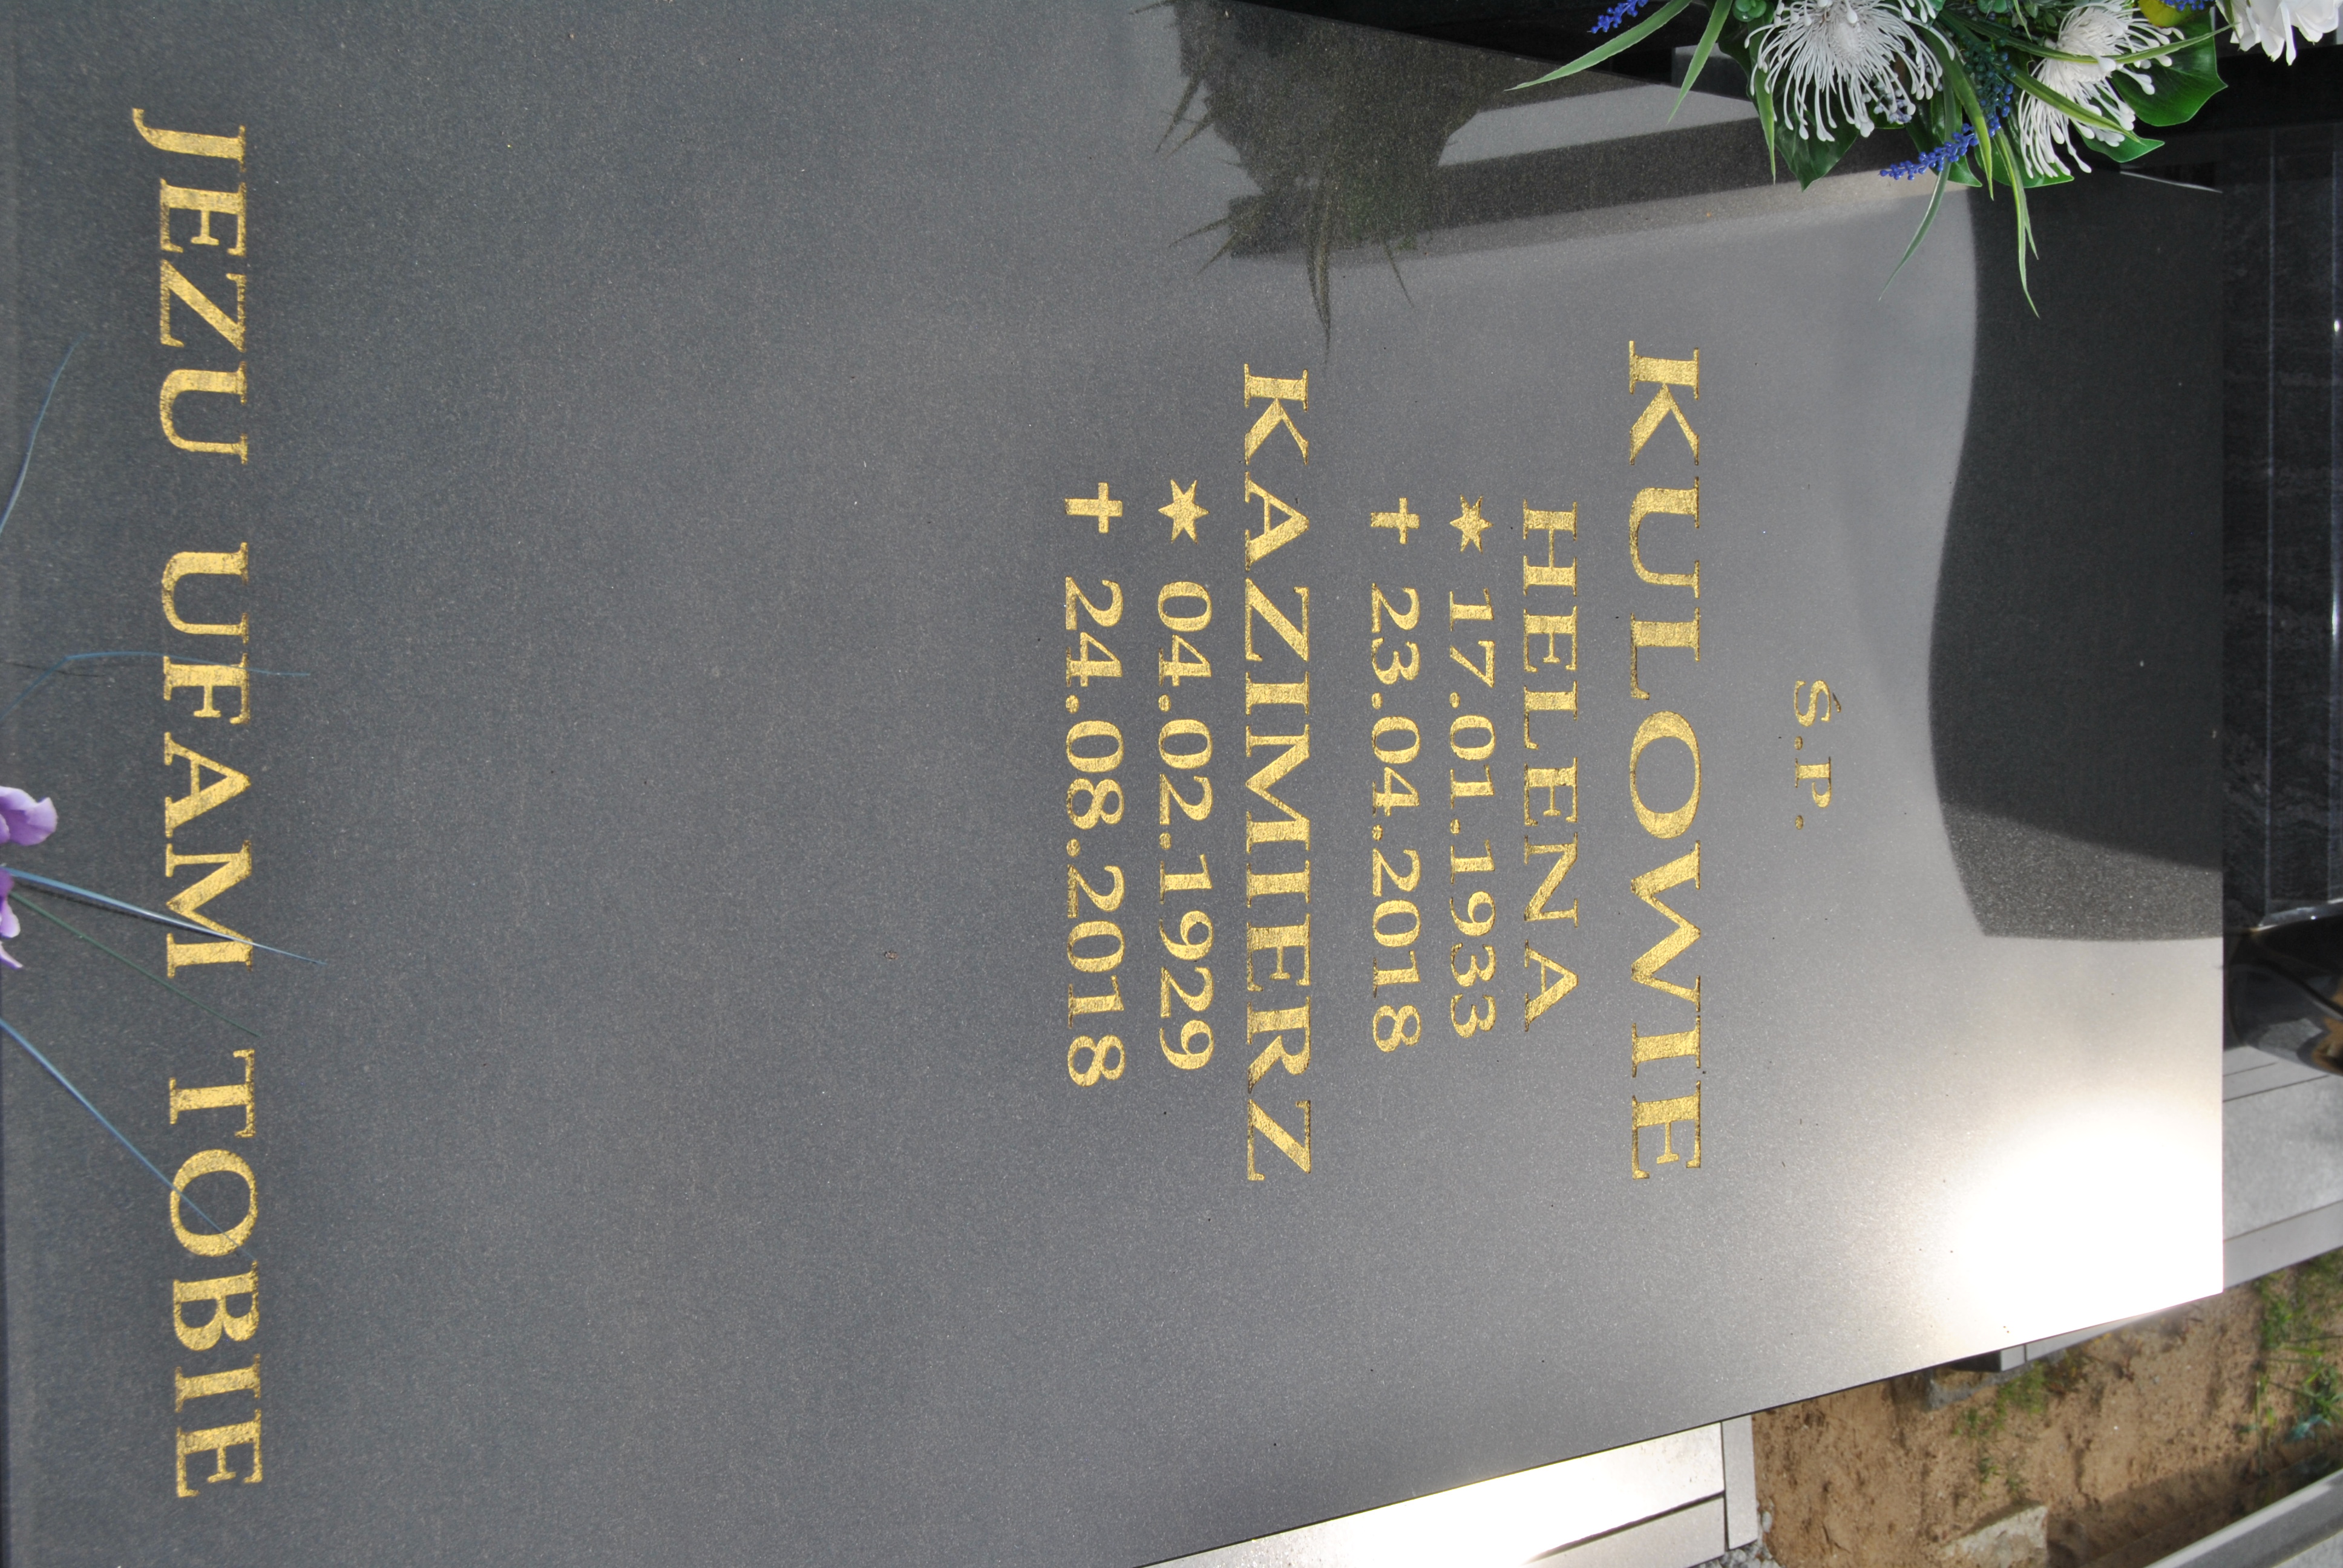 Ś.P.
KULOWIE
HELENA
★ 17.01.1933
✝ 23.04.2018
KAZIMIERZ
★ 04.02.1929
✝ 24.08.2018
JEZU UFAM TOBIE